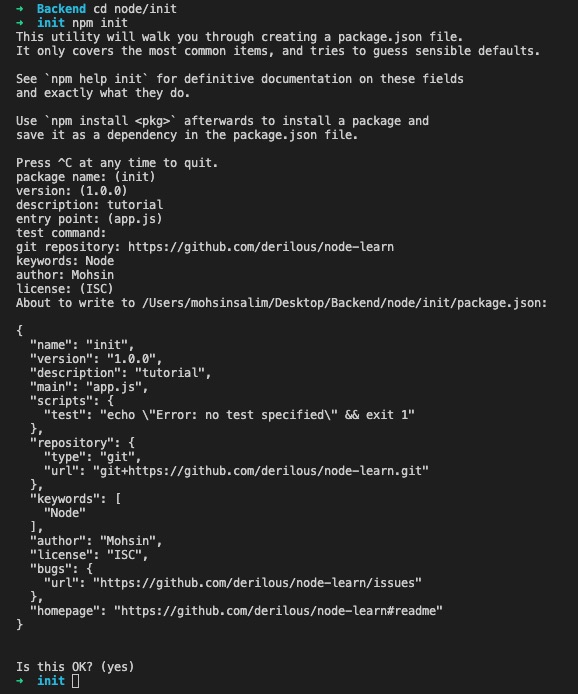 ➜  Backend cd node/init
➜  init npm init
This utility will walk you through creating a package.json file.
It only covers the most common items, and tries to guess sensible defaults.

See `npm help init` for definitive documentation on these fields
and exactly what they do.

Use `npm install <pkg>` afterwards to install a package and
save it as a dependency in the package.json file.

Press ^C at any time to quit.
package name: (init)
version: (1.0.0)
description: tutorial
entry point: (app.js)
test command:
git repository: https://github.com/derilous/node-learn
keywords: Node
author: Mohsin
license: (ISC)
About to write to /Users/mohsinsalim/Desktop/Backend/node/init/package.json:

{
  "name": "init",
  "version": "1.0.0",
  "description": "tutorial",
  "main": "app.js",
  "scripts": {
    "test": "echo \"Error: no test specified\" && exit 1"
  },
  "repository": {
    "type": "git",
    "url": "git+https://github.com/derilous/node-learn.git"
  },
  "keywords": [
    "Node"
  ],
  "author": "Mohsin",
  "license": "ISC",
  "bugs": {
    "url": "https://github.com/derilous/node-learn/issues"
  },
  "homepage": "https://github.com/derilous/node-learn#readme"
}


Is this OK? (yes)
➜  init